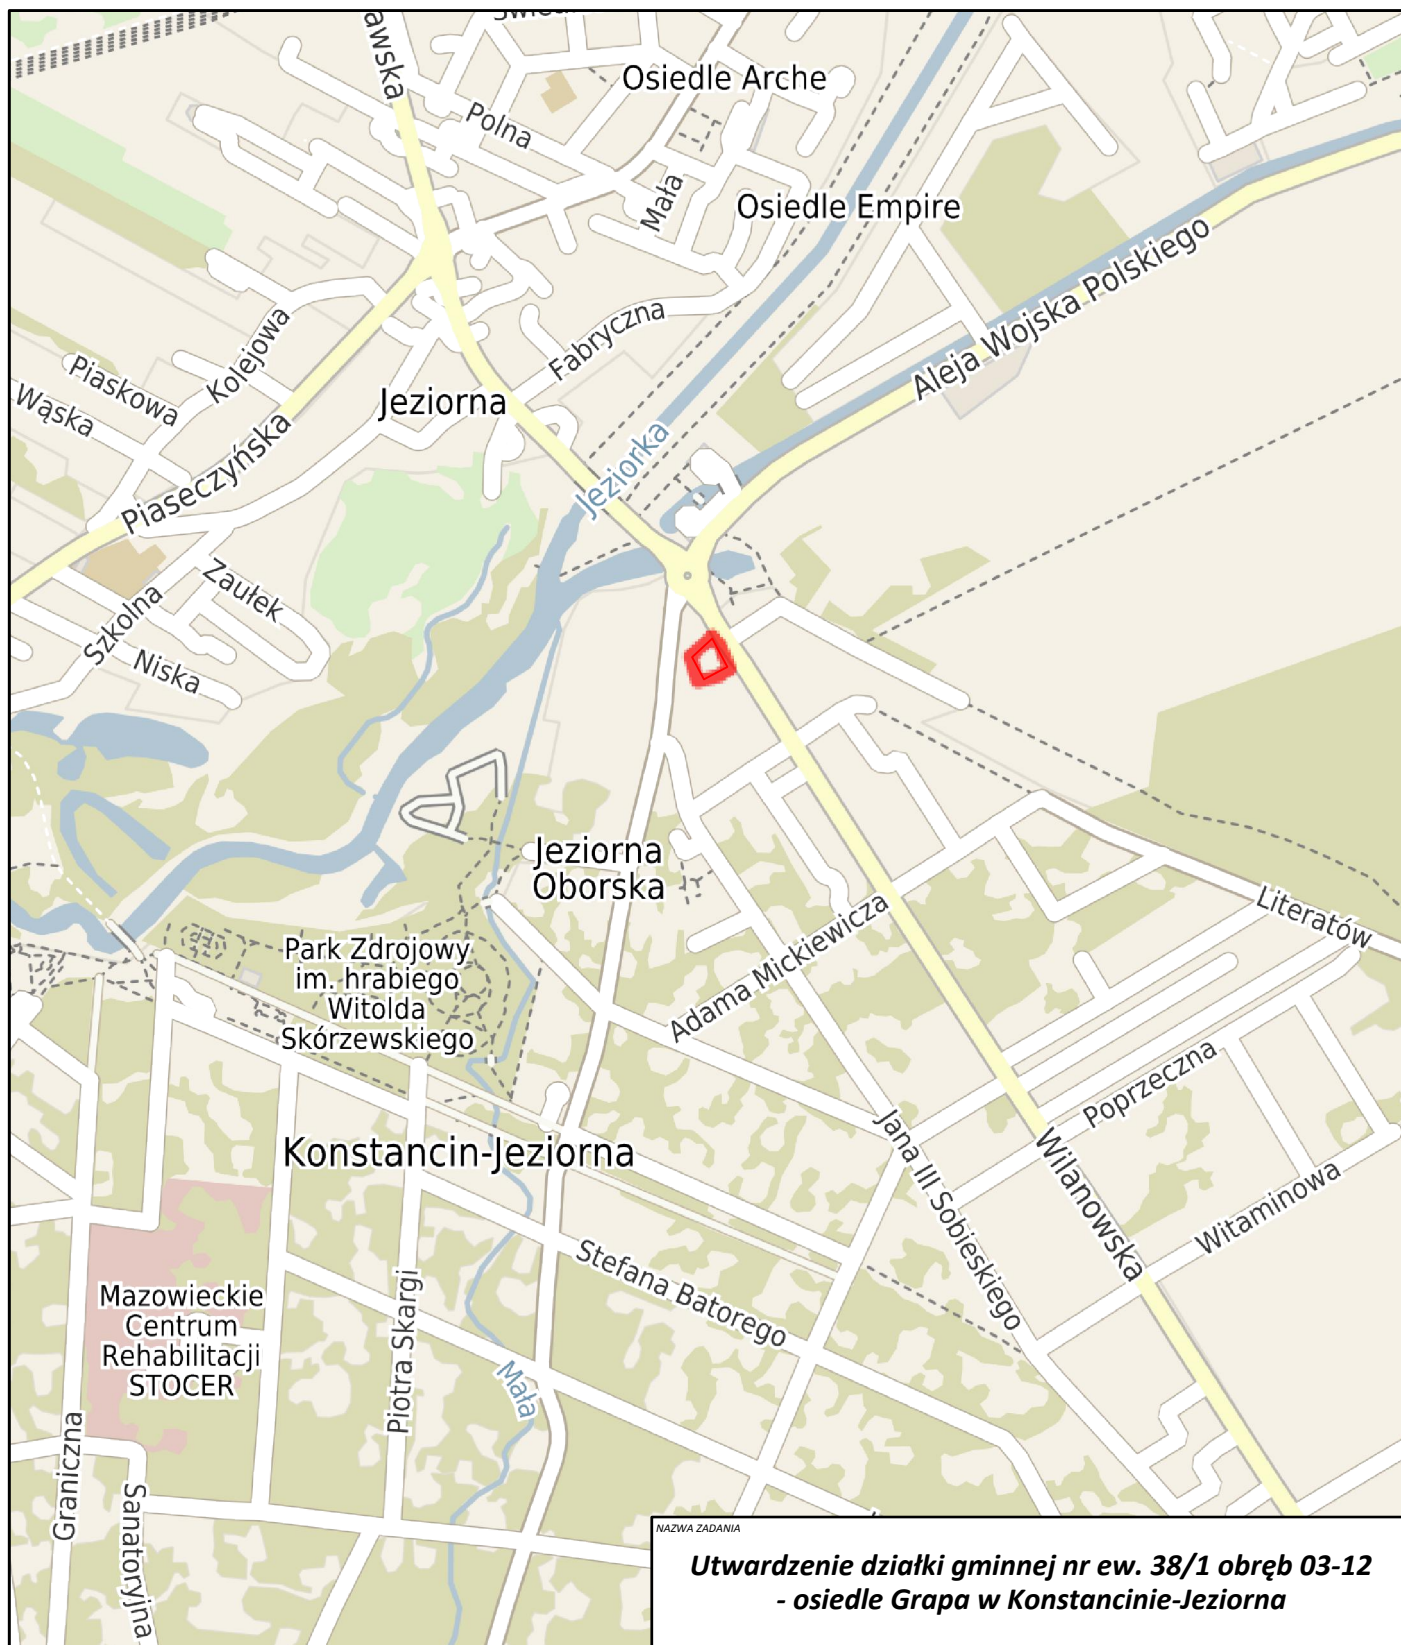 awska
Osiedle Arche
Polna
Mała
Osiedle Empire
Aleja Wojska Polskiego
Fabryczna
Kolejowa
Piaskowa
Wąska
Jeziorna
Piaseczyńska
Jeziorka
Zaułek
Szkolna
Niska
Jeziorna
Oborska
Adama Mickiewicza
Literatów
Park Zdrojowy
im. hrabiego
Witolda
Skórzewskiego
Poprzeczna
Konstancin-Jeziorna
Jana III Sobieskiego
Wilanowska
Witaminowa
Stefana Batorego
Mazowieckie
Centrum
Rehabilitacji
STOCER
Piotra Skargi
Mała
Graniczna
Sanatoryjna
NAZWA ZADANIA
Utwardzenie działki gminnej nr ew. 38/1 obręb 03-12
- osiedle Grapa w Konstancinie-Jeziorna